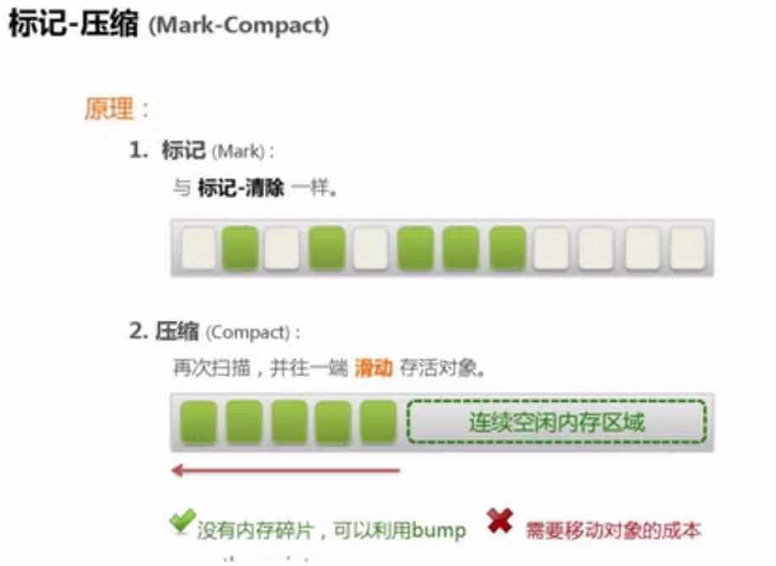 标记-压缩 (Mark-Compact)
原理：
1. 标记 (Mard)：
与 标记-清除 一样。
2. 压缩 (Compact)：
再次扫描，并往一端 滑动 存活对象。
连续空闲内存区域
没有内存碎片，可以利用bump
需要移动对象的成本